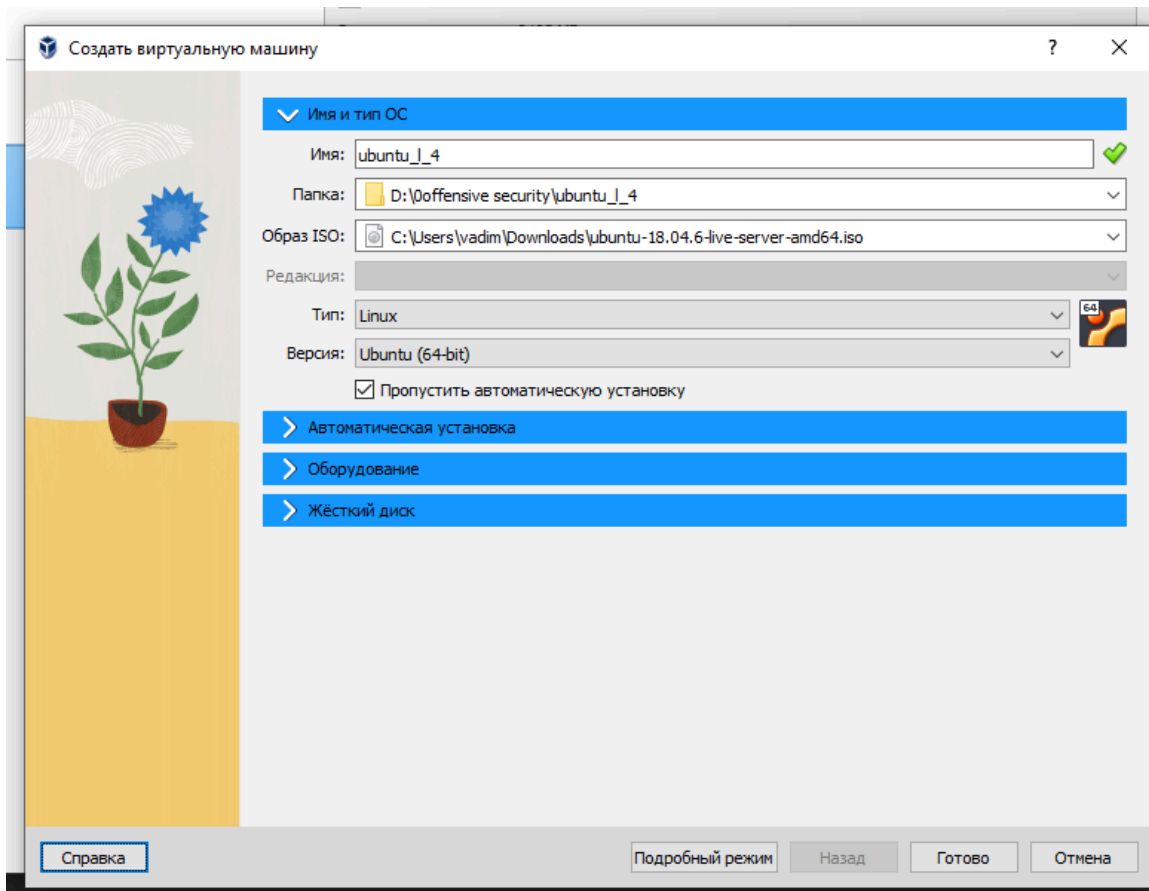 Создать виртуальную машину
?
Имя и тип ОС
Имя: ubuntu_l_4
Папка: D:\0offensive security\ubuntu_l_4
Образ ISO: C:\Users\vadim\Downloads\ubuntu-18.04.6-live-server-amd64.iso
Редакция:
Тип: Linux
64
Версия: Ubuntu (64-bit)
Пропустить автоматическую установку
Автоматическая установка
Оборудование
Жёсткий диск
Справка Подробный режим Назад Готово Отмена